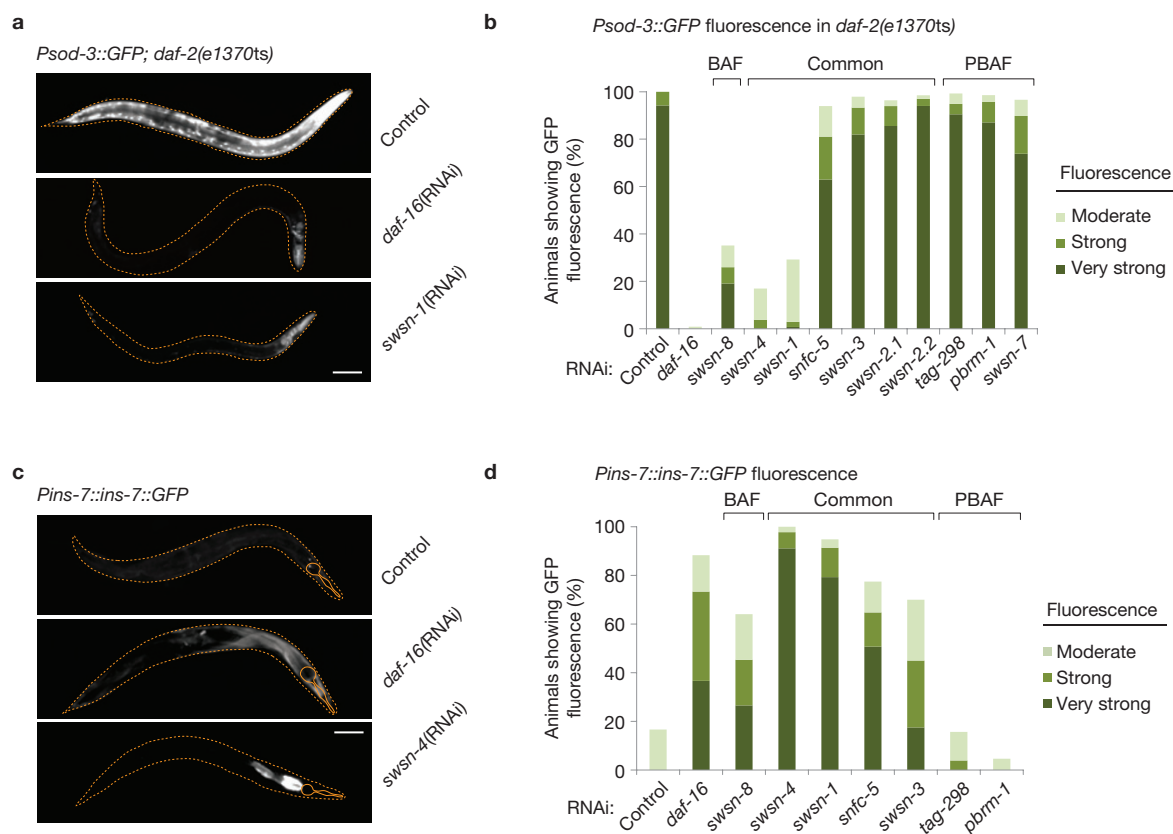 a
Psod-3::GFP; daf-2(e1370ts)
Control
daf-16(RNAi)
swsn-1(RNAi)
b
Psod-3::GFP fluorescence in daf-2(e1370ts)
BAF Common PBAF
Animals showing GFP
fluorescence (%)
100
80
60
40
20
0
RNAi:
Control
daf-16
swsn-8
swsn-4
swsn-1
snfc-5
swsn-3
swsn-2.1
swsn-2.2
tag-298
pbrm-1
swsn-7
Fluorescence
Moderate
Strong
Very strong
c
Pins-7::ins-7::GFP
Control
daf-16(RNAi)
swsn-4(RNAi)
d
Pins-7::ins-7::GFP fluorescence
BAF Common PBAF
Animals showing GFP
fluorescence (%)
100
80
60
40
20
0
RNAi:
Control
daf-16
swsn-8
swsn-4
swsn-1
snfc-5
swsn-3
tag-298
pbrm-1
Fluorescence
Moderate
Strong
Very strong